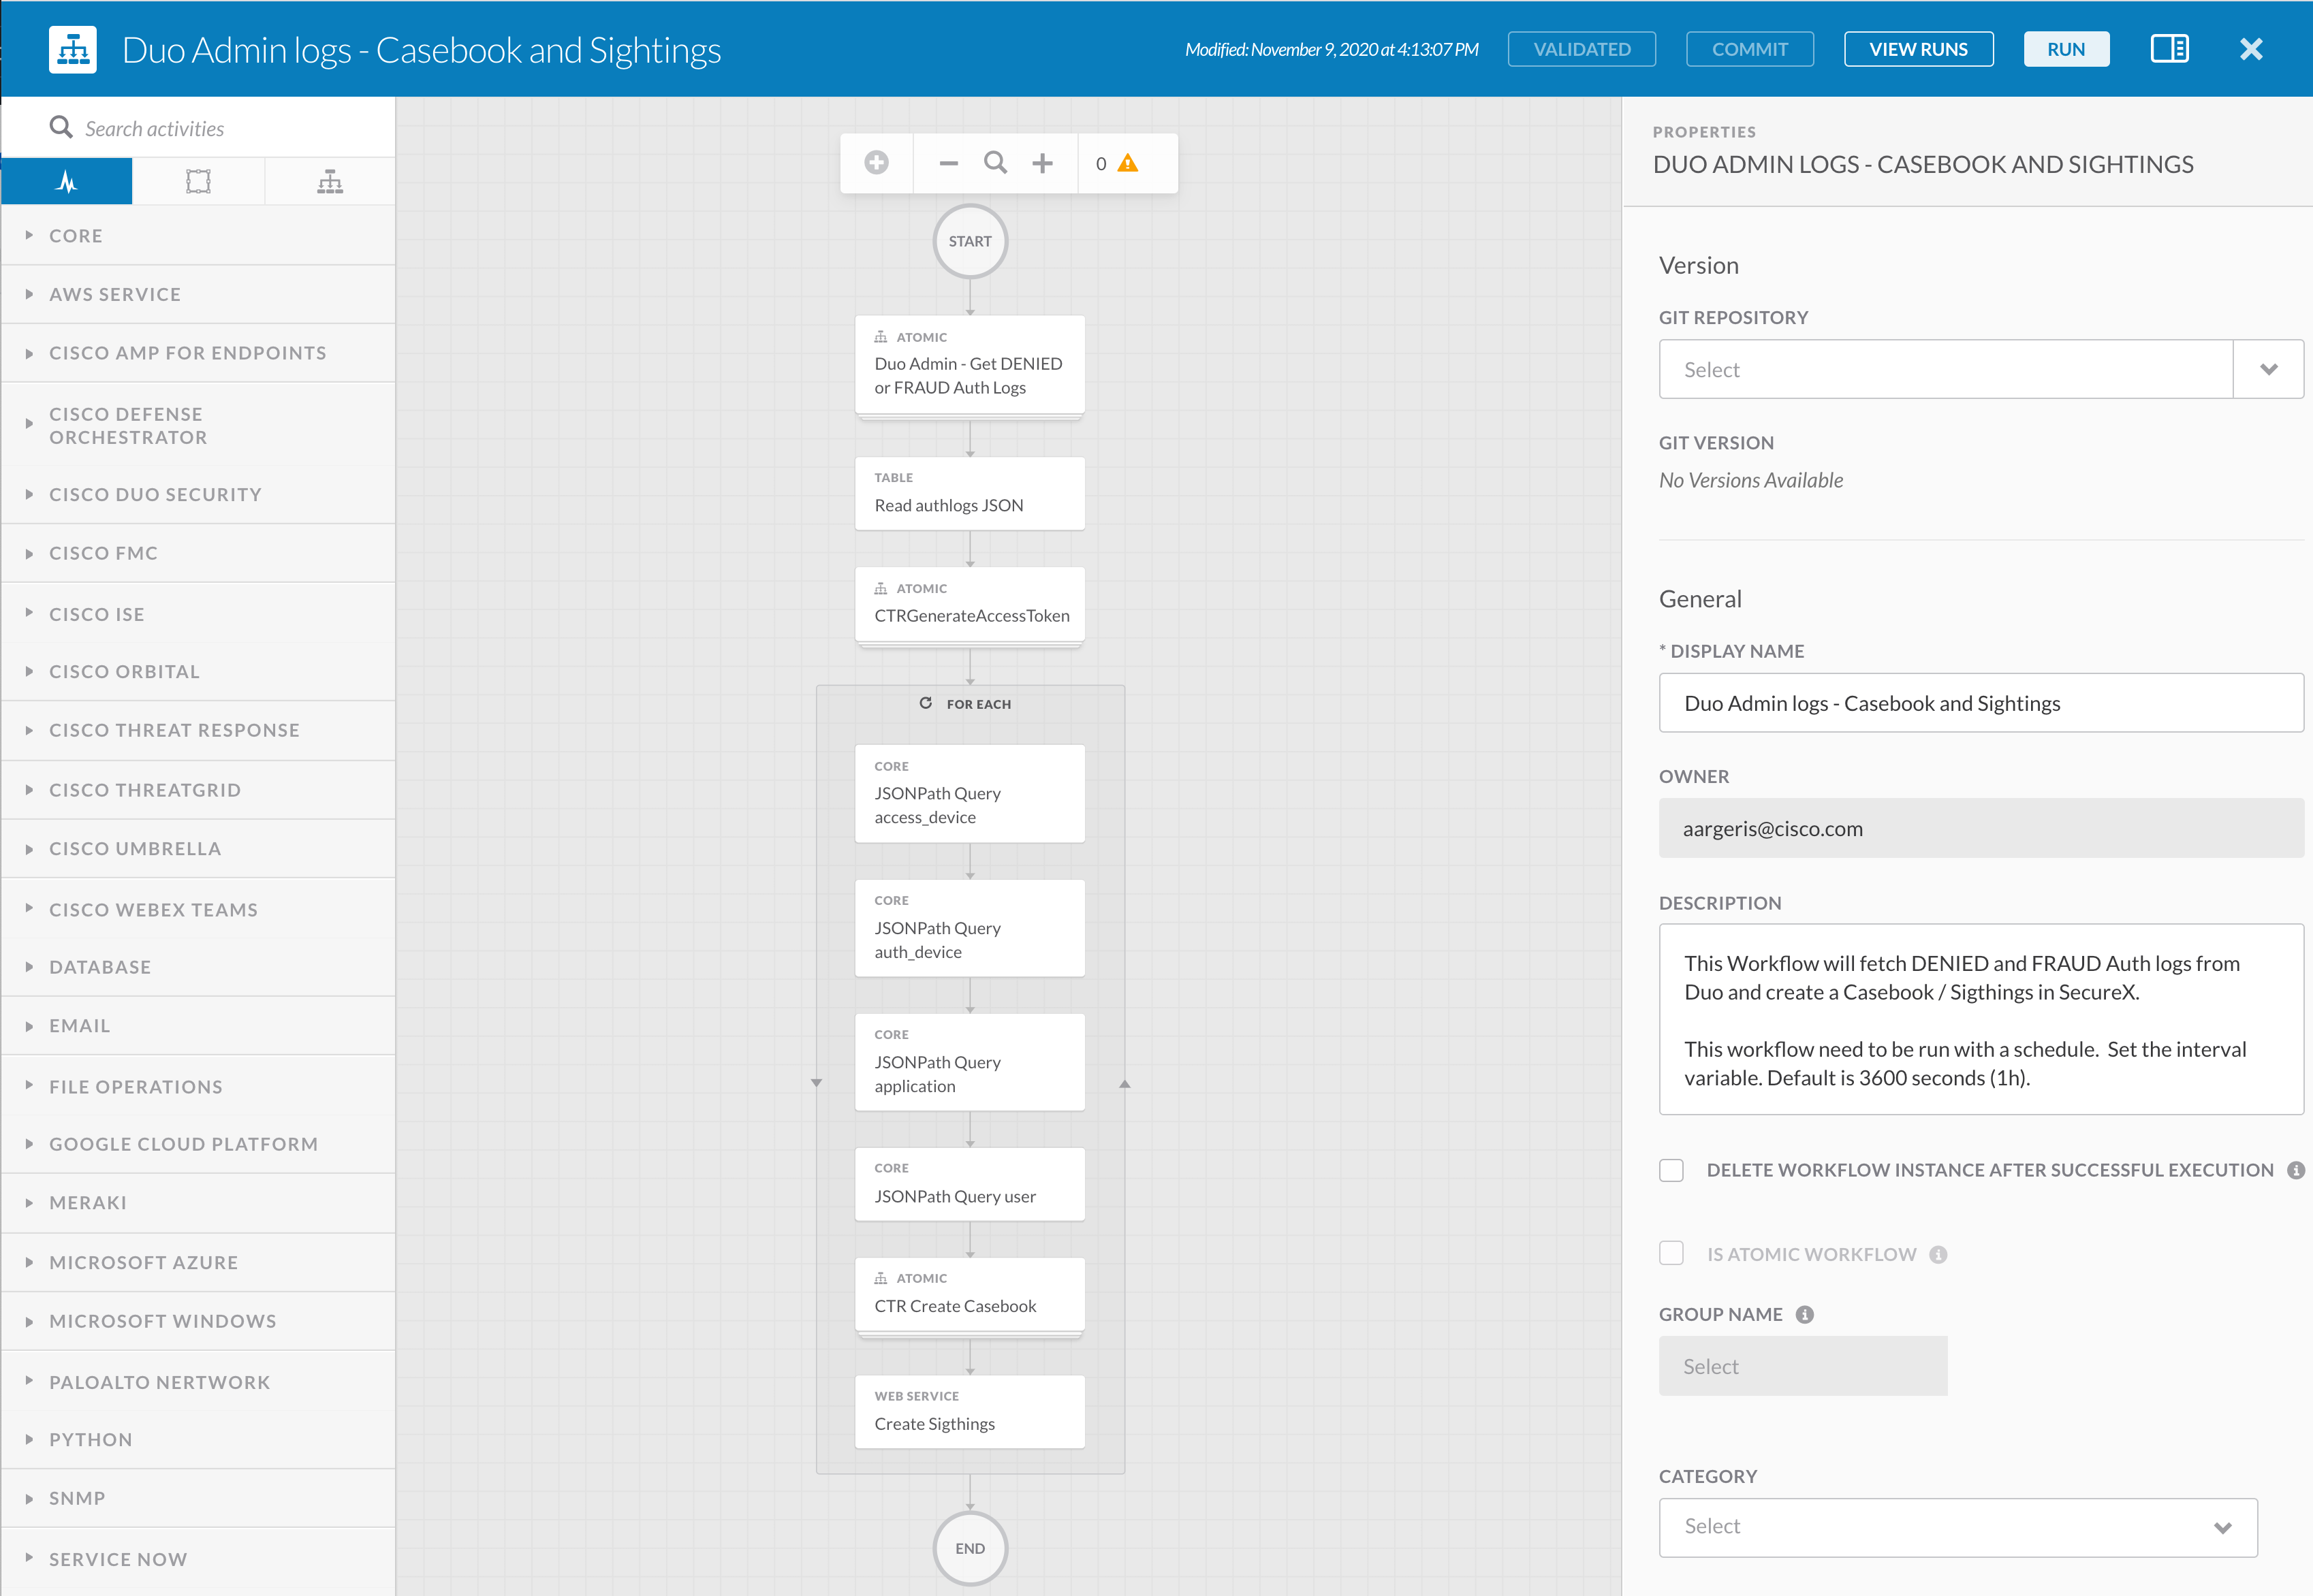 Duo Admin logs - Casebook and Sightings
Modified: November 9, 2020 at 4:13:07 PM
VALIDATED
COMMIT
VIEW RUNS
RUN
Search activities
CORE
AWS SERVICE
CISCO AMP FOR ENDPOINTS
CISCO DEFENSE
ORCHESTRATOR
CISCO DUO SECURITY
CISCO FMC
CISCO ISE
CISCO ORBITAL
CISCO THREAT RESPONSE
CISCO THREATGRID
CISCO UMBRELLA
CISCO WEBEX TEAMS
DATABASE
EMAIL
FILE OPERATIONS
GOOGLE CLOUD PLATFORM
MERAKI
MICROSOFT AZURE
MICROSOFT WINDOWS
PALOALTO NERTWORK
PYTHON
SNMP
SERVICE NOW
0
START
ATOMIC
Duo Admin - Get DENIED
or FRAUD Auth Logs
TABLE
Read authlogs JSON
ATOMIC
CTRGenerateAccessToken
FOR EACH
CORE
JSONPath Query
access_device
CORE
JSONPath Query
auth_device
CORE
JSONPath Query
application
CORE
JSONPath Query user
ATOMIC
CTR Create Casebook
WEB SERVICE
Create Sigthings
END
PROPERTIES
DUO ADMIN LOGS - CASEBOOK AND SIGHTINGS
Version
GIT REPOSITORY
Select
GIT VERSION
No Versions Available
General
* DISPLAY NAME
Duo Admin logs - Casebook and Sightings
OWNER
aargeris@cisco.com
DESCRIPTION
This Workflow will fetch DENIED and FRAUD Auth logs from
Duo and create a Casebook / Sigthings in SecureX.
This workflow need to be run with a schedule. Set the interval
variable. Default is 3600 seconds (1h).
DELETE WORKFLOW INSTANCE AFTER SUCCESSFUL EXECUTION
IS ATOMIC WORKFLOW
GROUP NAME
Select
CATEGORY
Select